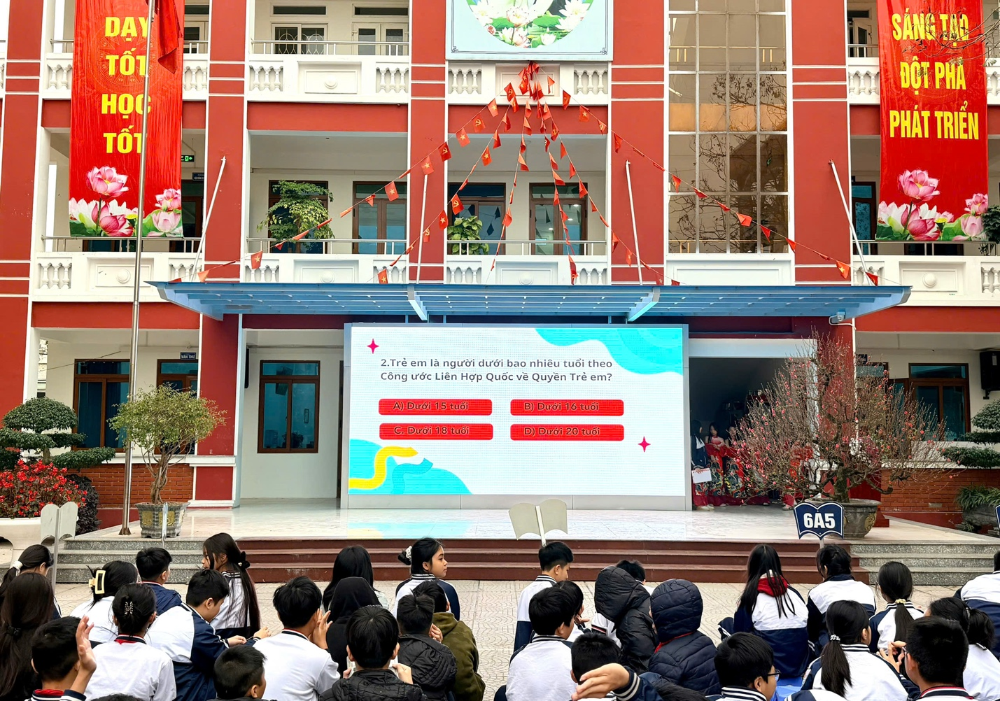 DẠY
TỐT
HỌC
TỐT
SÁNG TẠO
ĐỘT PHÁ
PHÁT TRIỂN
VĂN THƯ
2.Trẻ em là người dưới bao nhiêu tuổi theo
Công ước Liên Hợp Quốc về Quyền Trẻ em?
A) Dưới 15 tuổi
B) Dưới 16 tuổi
C. Dưới 18 tuổi
D) Dưới 20 tuổi
6A5